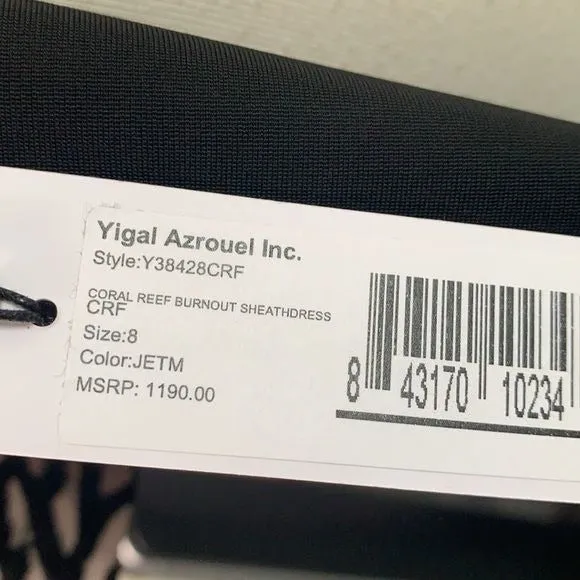 Yigal Azrouel Inc.
Style:Y38428CRF
CORAL REEF BURNOUT SHEATHDRESS
CRF
Size:8
Color:JETM
MSRP: 1190.00
8 43170 10234